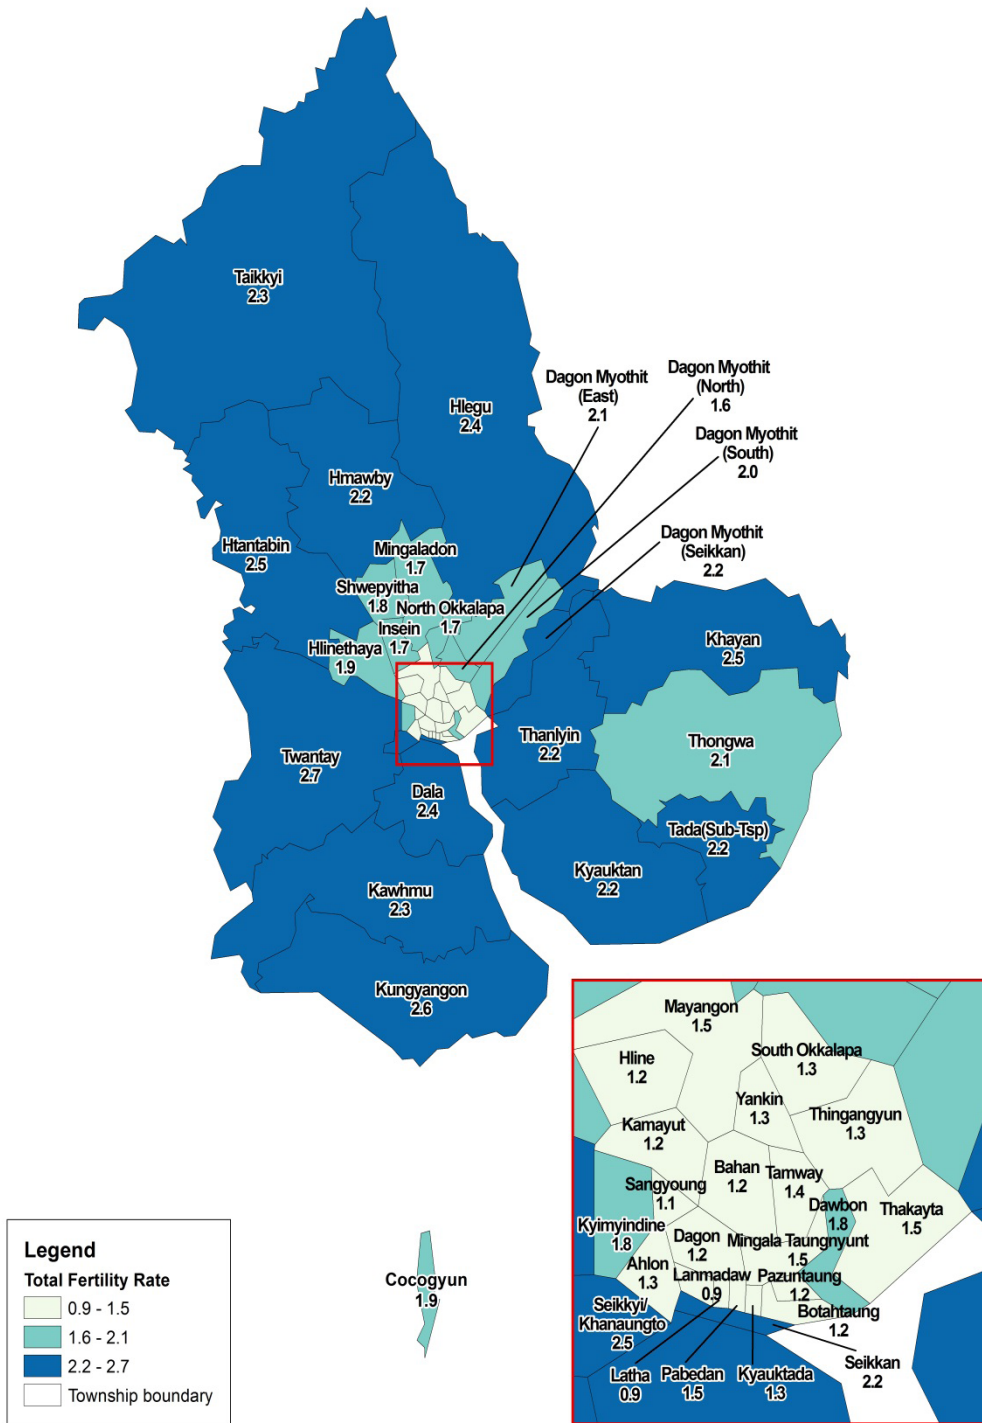 Taikkyi
2.3
Hlegu
2.4
Dagon Myothit
(East)
2.1
Dagon Myothit
(North)
1.6
Dagon Myothit
(South)
2.0
Dagon Myothit
(Seikkan)
2.2
Hmawby
2.2
Htantabin
2.5
Mingaladon
1.7
Shwepyitha
1.8
North Okkalapa
1.7
Insein
1.7
Hlinethaya
1.9
Khayan
2.5
Thongwa
2.1
Thanlyin
2.2
Twantay
2.7
Dala
2.4
Tada(Sub-Tsp)
2.2
Kyauktan
2.2
Kawhmu
2.3
Kungyangon
2.6
Cocogyun
1.9
Mayangon
1.5
Hline
1.2
South Okkalapa
1.3
Yankin
1.3
Thingangyun
1.3
Kamayut
1.2
Bahan
1.2
Tamway
1.4
Sangyoung
1.1
Dawbon
1.8
Thakayta
1.5
Kyimyindine
1.8
Dagon
1.2
Mingala Taungnyunt
1.5
Ahlon
1.3
Lanmadaw
0.9
Pazuntaung
1.2
Seikkyi/
Khanaungto
2.5
Botahtaung
1.2
Latha
0.9
Pabedan
1.5
Kyauktada
1.3
Seikkan
2.2
Legend
Total Fertility Rate
0.9 - 1.5
1.6 - 2.1
2.2 - 2.7
Township boundary